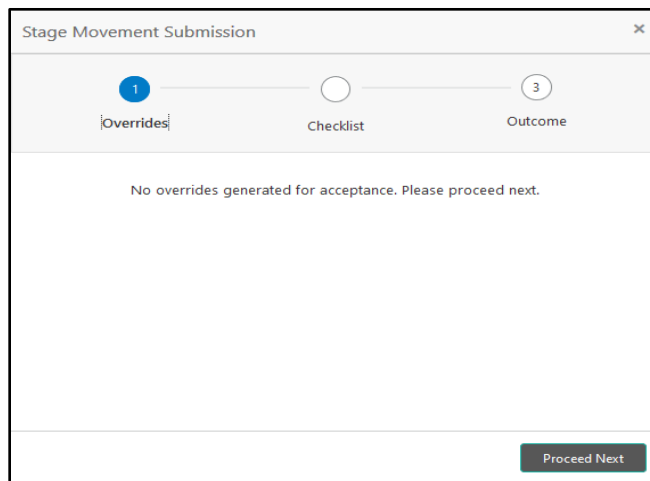 Stage Movement Submission ×
1 3
Overrides Checklist Outcome
No overrides generated for acceptance. Please proceed next.
Proceed Next